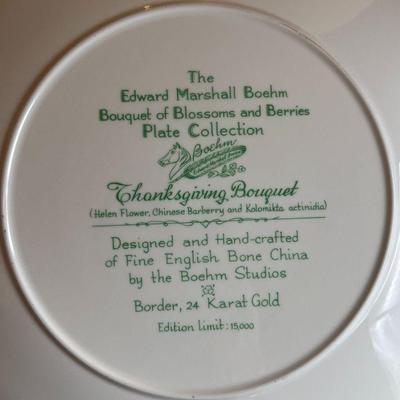 The
Edward Marshall Boehm
Bouquet of Blossoms and Berries
Plate Collection
Boehm
Thanksgiving Bouquet
(Helen Flower, Chinese Barberry and Kolomikta actinidia)
Designed and Hand-crafted
of Fine English Bone China
by the Boehm Studios
Border, 24 Karat Gold
Edition limit: 15,000